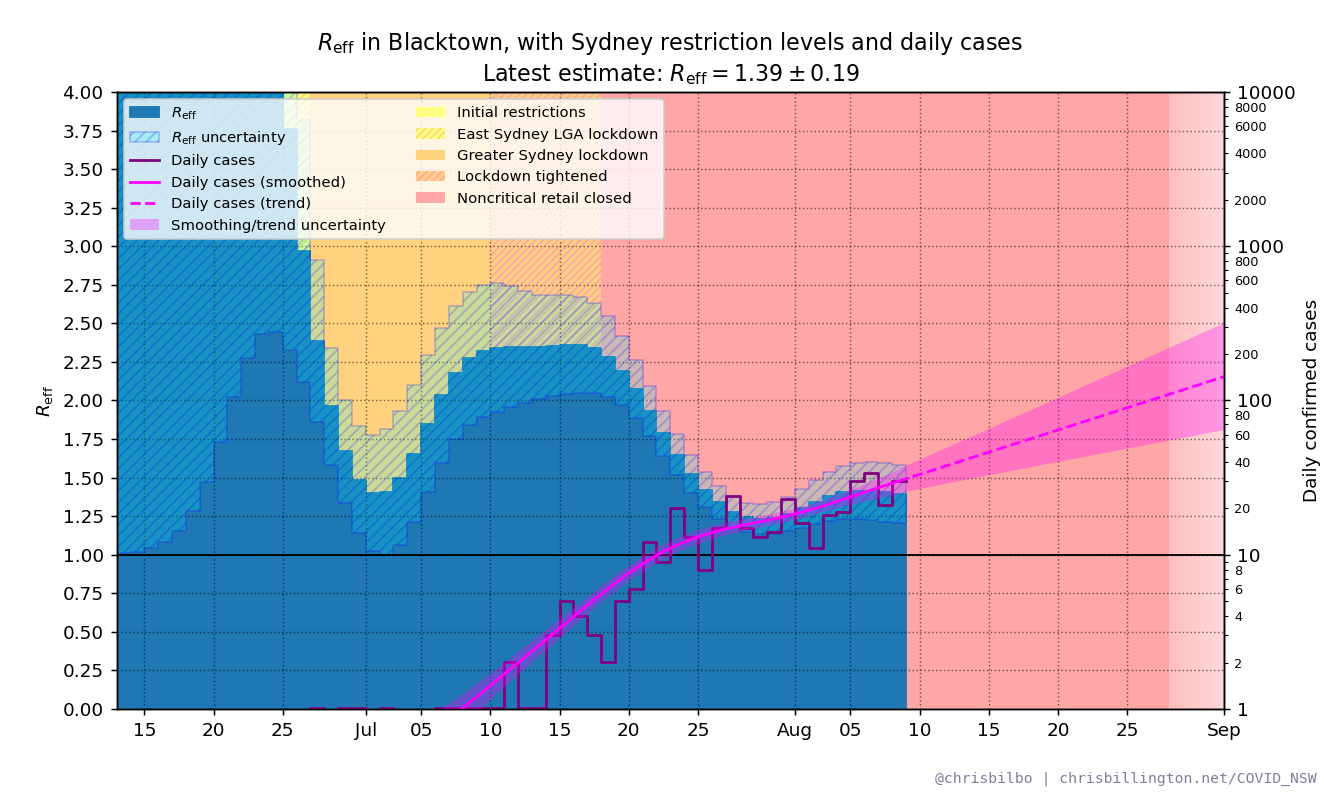 Reff in Blacktown, with Sydney restriction levels and daily cases
Latest estimate: Reff = 1.39 ± 0.19
Reff
Reff uncertainty
Daily cases
Daily cases (smoothed)
Daily cases (trend)
Smoothing/trend uncertainty
Initial restrictions
East Sydney LGA lockdown
Greater Sydney lockdown
Lockdown tightened
Noncritical retail closed
Reff
4.00
3.75
3.50
3.25
3.00
2.75
2.50
2.25
2.00
1.75
1.50
1.25
1.00
0.75
0.50
0.25
0.00
15
20
25
Jul
05
10
15
20
25
Aug
05
10
15
20
25
Sep
10000
8000
6000
4000
2000
1000
800
600
400
200
100
80
60
40
20
10
8
6
4
2
1
Daily confirmed cases
@chrisbilbo | chrisbillington.net/COVID_NSW